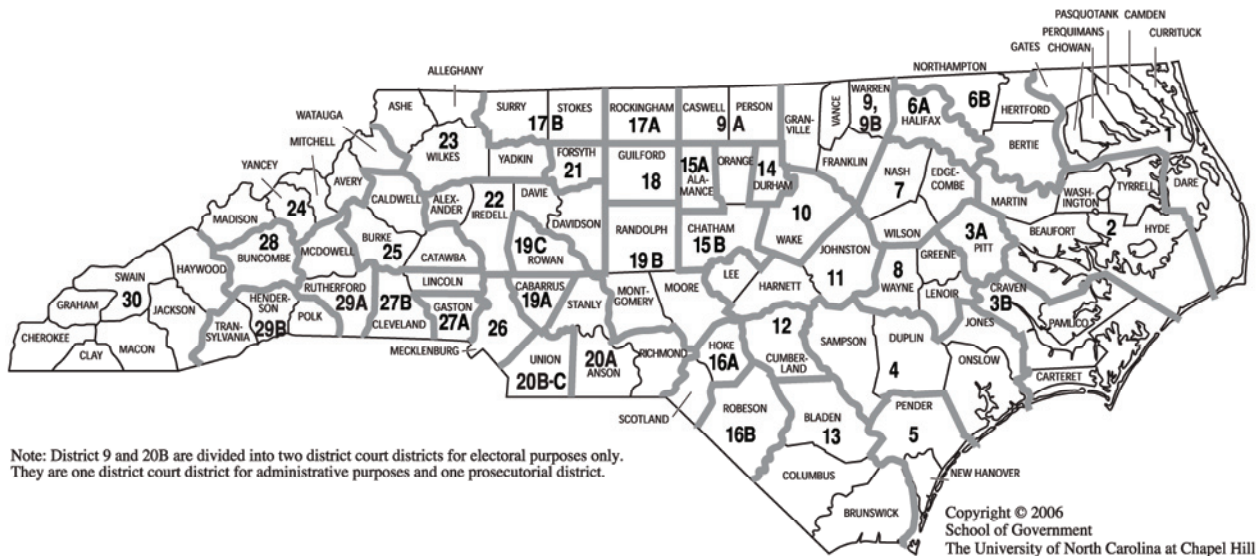 PASQUOTANK CAMDEN
PERQUIMANS CURRITUCK
GATES CHOWAN
NORTHAMPTON
ALLEGHANY
WATAUGA
MITCHELL
YANCEY
ASHE
SURRY
STOKES
17 B
ROCKINGHAM
17A
CASWELL
PERSON
9 A
GRAN-
VILLE
VANCE
WARREN
9,
9B
6A
HALIFAX
6B
HERTFORD
BERTIE
1
23
WILKES
YADKIN
FORSYTH
21
GUILFORD
18
15A
ALA-
MANCE
ORANGE
14
DURHAM
FRANKLIN
NASH
7
EDGE-
COMBE
MARTIN
WASH-
INGTON
TYRRELL
DARE
AVERY
24
MADISON
CALDWELL
ALEX-
ANDER
22
IREDELL
DAVIE
DAVIDSON
RANDOLPH
19 B
CHATHAM
15 B
10
WAKE
JOHNSTON
11
WILSON
3A
PITT
BEAUFORT
2
HYDE
28
BUNCOMBE
MCDOWELL
BURKE
25
CATAWBA
19C
ROWAN
LEE
HARNETT
8
WAYNE
GREENE
LENOIR
CRAVEN
3B
PAMLICO
JONES
SWAIN
30
HAYWOOD
GRAHAM
JACKSON
HENDER-
SON
29B
POLK
RUTHERFORD
29A
27B
CLEVELAND
LINCOLN
GASTON
27A
26
CABARRUS
19A
STANLY
MONT-
GOMERY
MOORE
CHEROKEE
CLAY
MACON
TRAN-
SYLVANIA
MECKLENBURG
UNION
20B-C
20A
ANSON
RICHMOND
HOKE
16A
12
CUMBER-
LAND
SAMPSON
DUPLIN
4
ONSLOW
CARTERET
SCOTLAND
ROBESON
16B
BLADEN
13
PENDER
5
COLUMBUS
NEW HANOVER
BRUNSWICK
Note: District 9 and 20B are divided into two district court districts for electoral purposes only.
They are one district court district for administrative purposes and one prosecutorial district.
Copyright © 2006
School of Government
The University of North Carolina at Chapel Hill